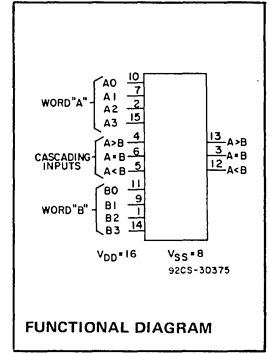 A0 10
A1 7
WORD "A"
A2 2
A3 15
A>B 4
13 A>B
CASCADING INPUTS
A=B 6
3 A=B
A<B 5
12 A<B
B0 11
B1 9
WORD "B"
B2 1
B3 14
VDD=16 VSS=8
92CS-30375
FUNCTIONAL DIAGRAM